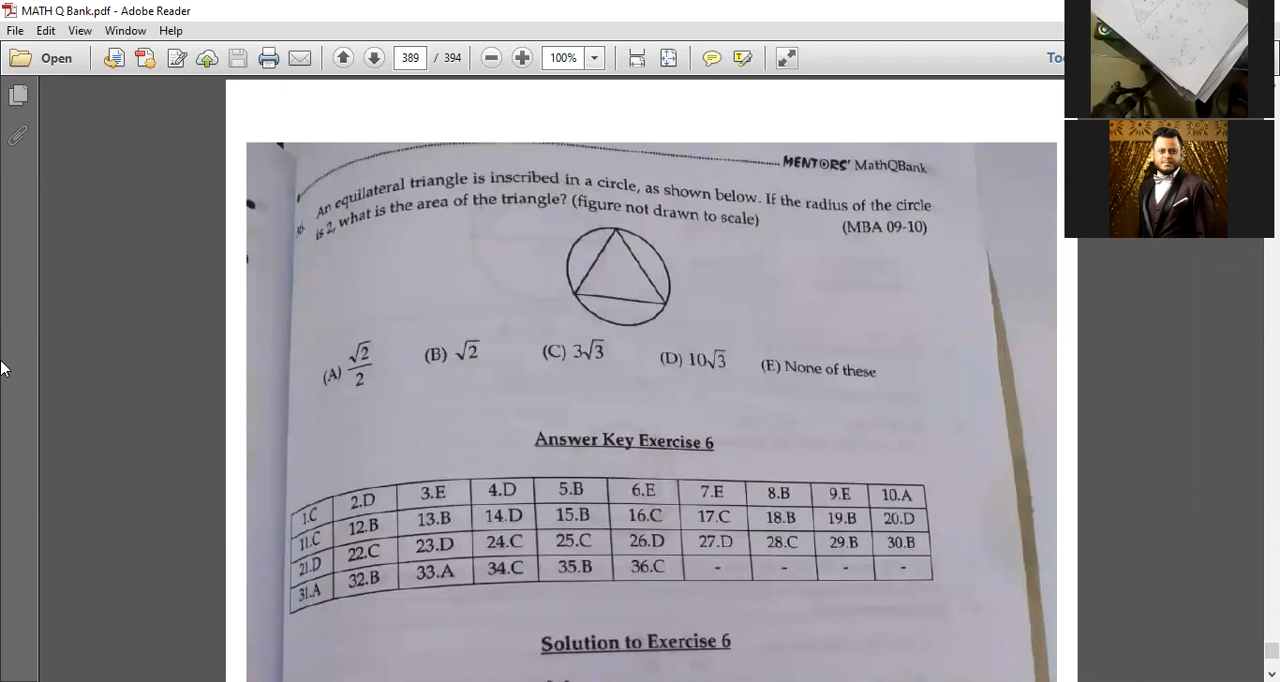 MATH Q Bank.pdf - Adobe Reader
File Edit View Window Help
Open 389 / 394 100%
MENTORS' MathQBank
36. An equilateral triangle is inscribed in a circle, as shown below. If the radius of the circle
is 2, what is the area of the triangle? (figure not drawn to scale) (MBA 09-10)
(A) √2/2 (B) √2 (C) 3√3 (D) 10√3 (E) None of these
Answer Key Exercise 6
1.C 2.D 3.E 4.D 5.B 6.E 7.E 8.B 9.E 10.A
11.C 12.B 13.B 14.D 15.B 16.C 17.C 18.B 19.B 20.D
21.D 22.C 23.D 24.C 25.C 26.D 27.D 28.C 29.B 30.B
31.A 32.B 33.A 34.C 35.B 36.C - - - -
Solution to Exercise 6